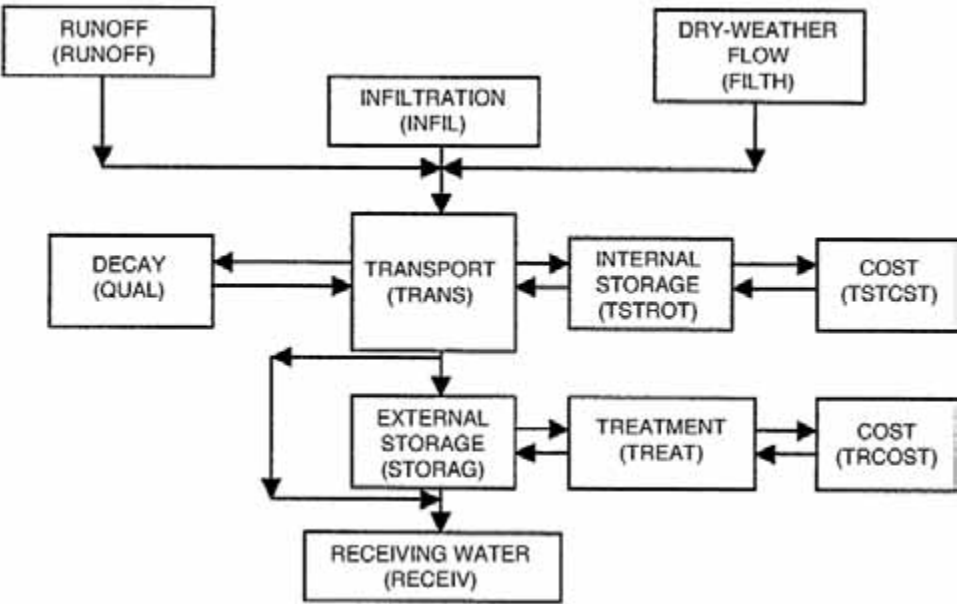 RUNOFF
(RUNOFF)
DRY-WEATHER
FLOW
(FILTH)
INFILTRATION
(INFIL)
DECAY
(QUAL)
TRANSPORT
(TRANS)
INTERNAL
STORAGE
(TSTROT)
COST
(TSTCST)
EXTERNAL
STORAGE
(STORAG)
TREATMENT
(TREAT)
COST
(TRCOST)
RECEIVING WATER
(RECEIV)